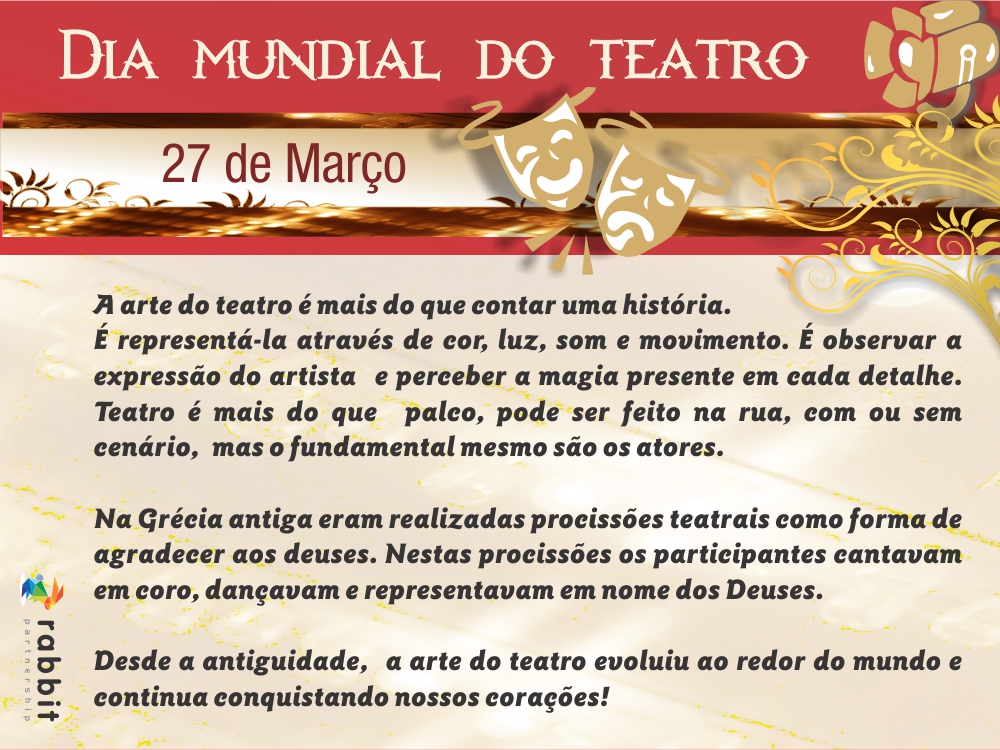 Dia mundial do teatro
27 de Março
A arte do teatro é mais do que contar uma história.
É representá-la através de cor, luz, som e movimento. É observar a
expressão do artista e perceber a magia presente em cada detalhe.
Teatro é mais do que palco, pode ser feito na rua, com ou sem
cenário, mas o fundamental mesmo são os atores.
Na Grécia antiga eram realizadas procissões teatrais como forma de
agradecer aos deuses. Nestas procissões os participantes cantavam
em coro, dançavam e representavam em nome dos Deuses.
Desde a antiguidade, a arte do teatro evoluiu ao redor do mundo e
continua conquistando nossos corações!
rabbit
partnership